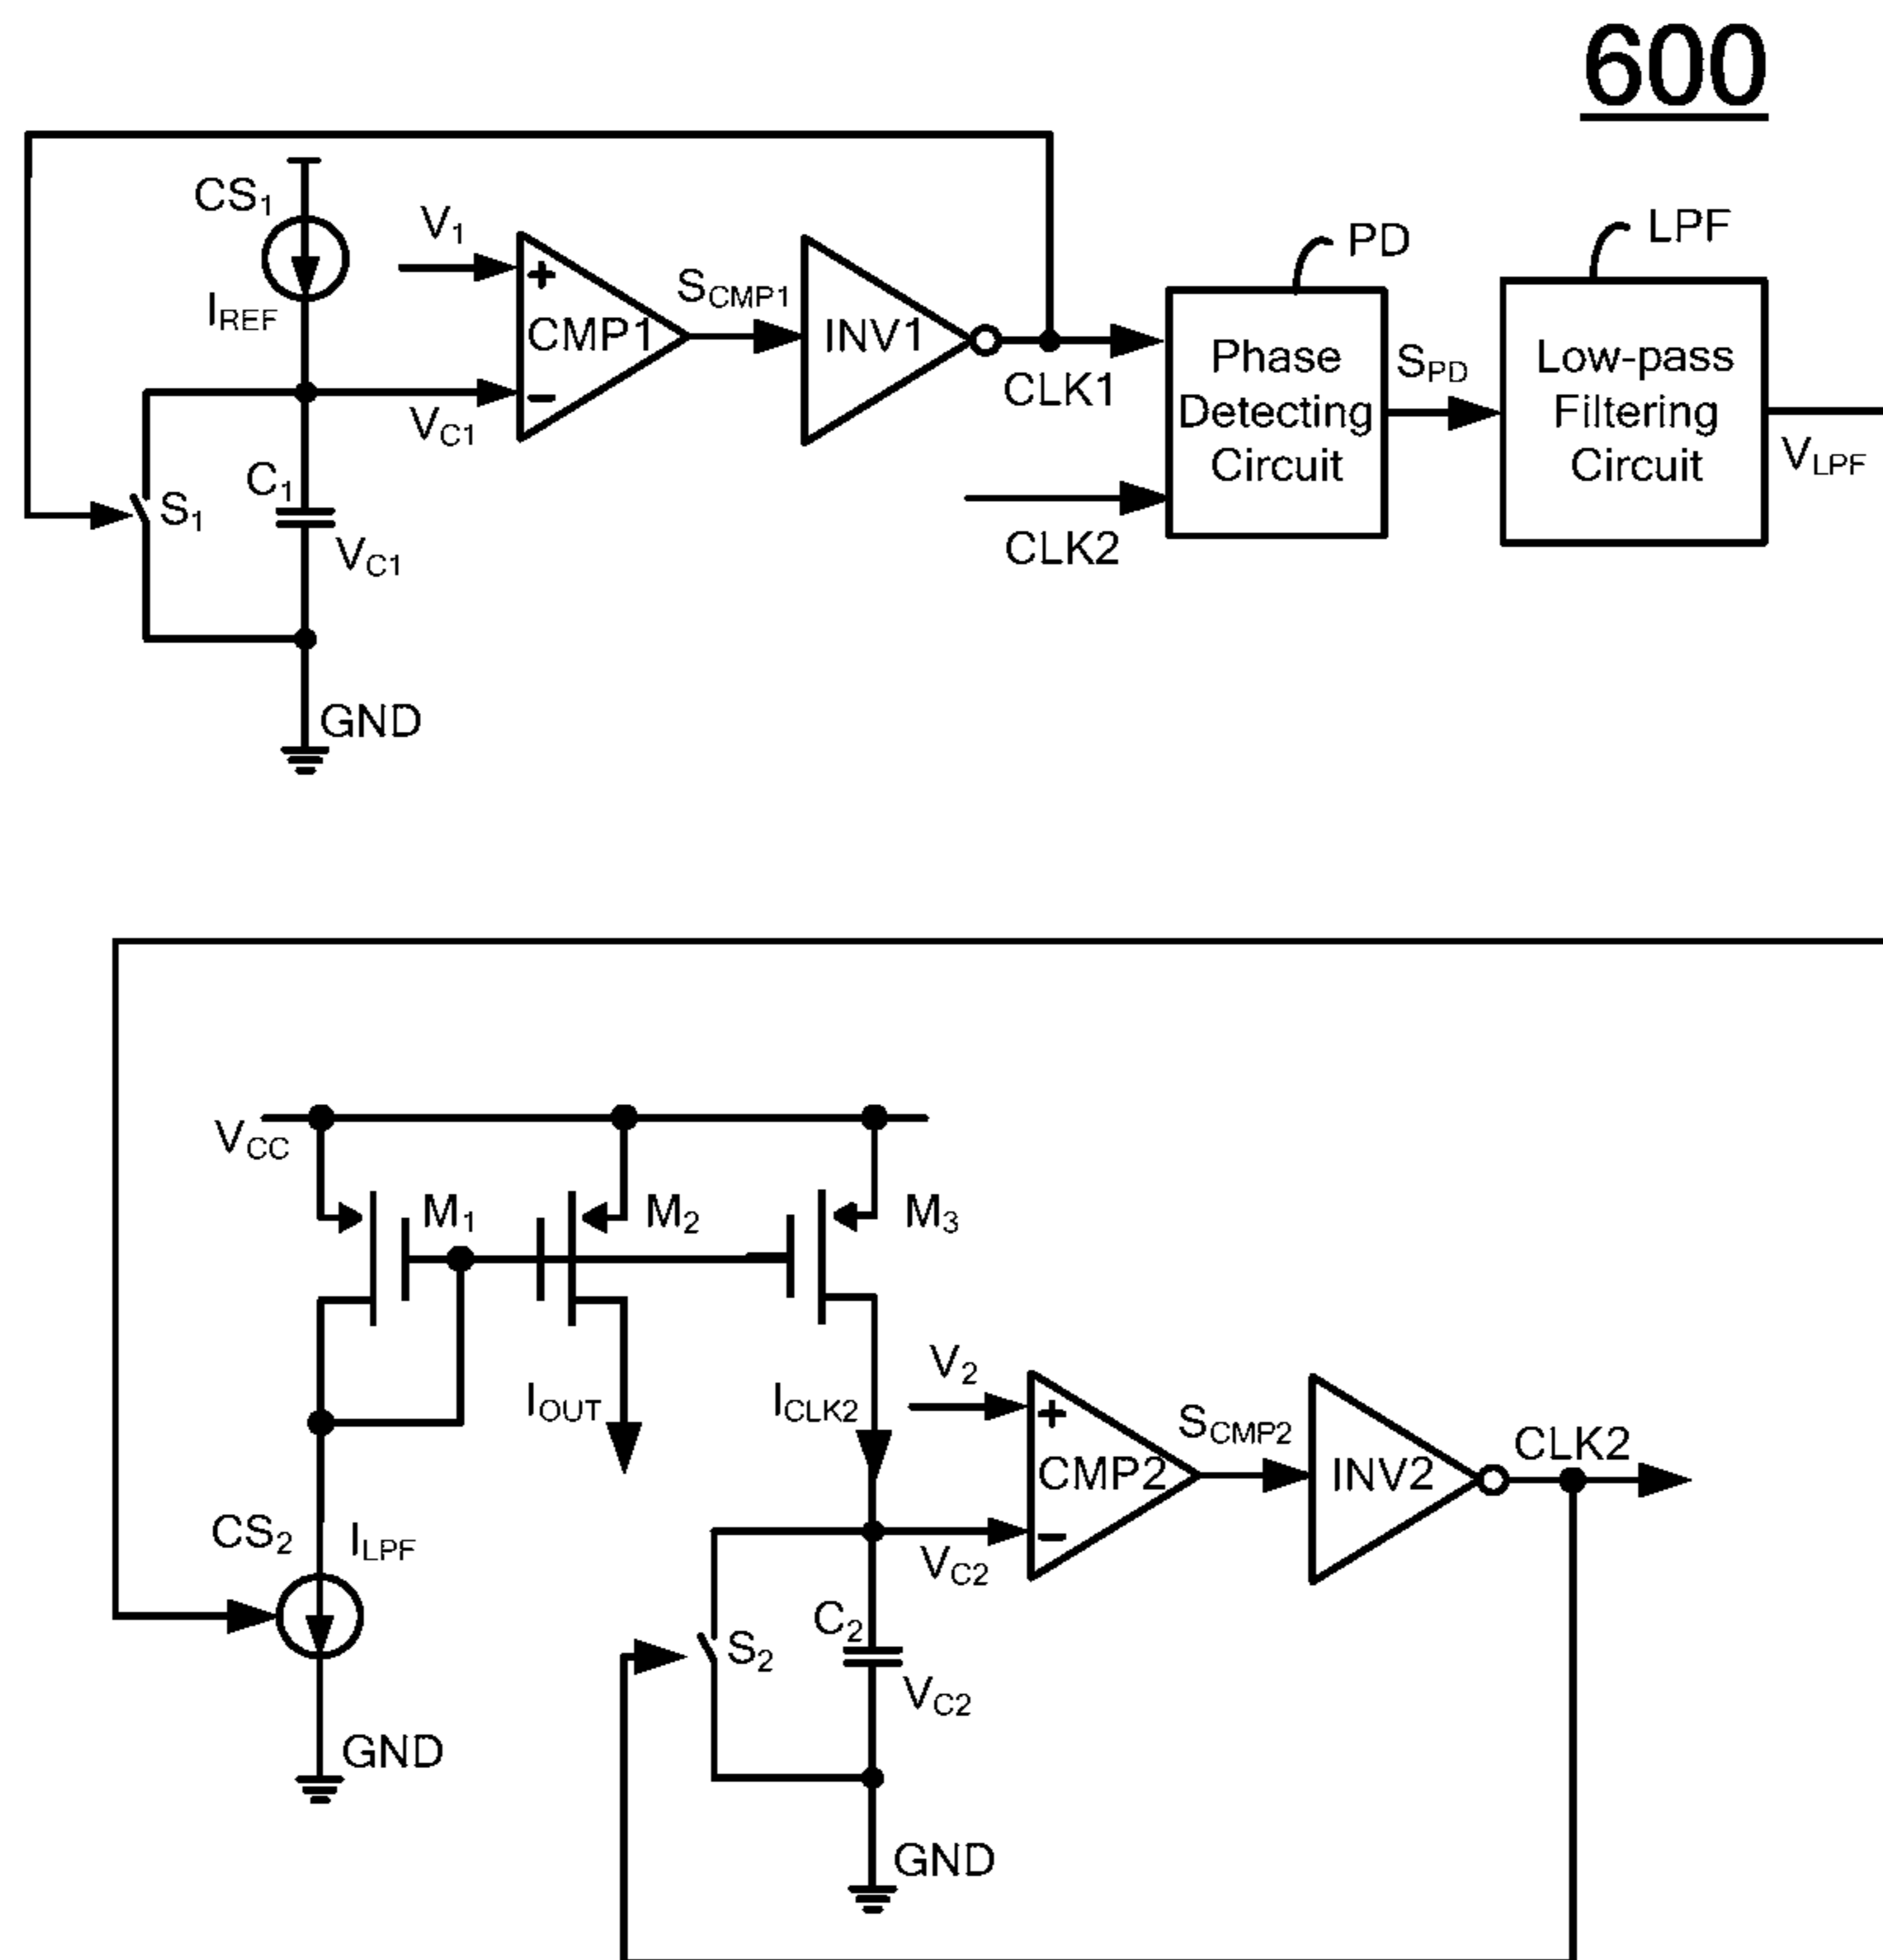 600
CS1
IREF
V1
+
CMP1
−
VC1
SCMP1
INV1
CLK1
CLK2
PD
Phase
Detecting
Circuit
SPD
LPF
Low-pass
Filtering
Circuit
VLPF
S1
C1
VC1
GND
VCC
M1
M2
M3
IOUT
ICLK2
V2
+
CMP2
−
VC2
SCMP2
INV2
CLK2
CS2
ILPF
GND
S2
C2
VC2
GND